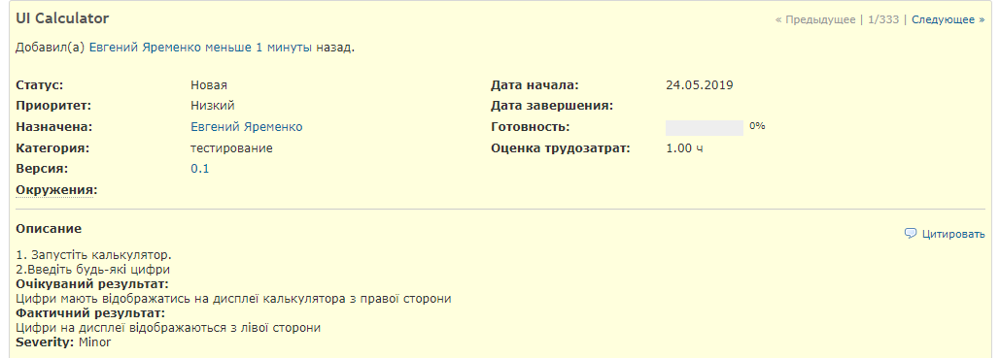 UI Calculator
« Предыдущее | 1/333 | Следующее »
Добавил(а) Евгений Яременко меньше 1 минуты назад.
Статус: Новая Дата начала: 24.05.2019
Приоритет: Низкий Дата завершения:
Назначена: Евгений Яременко Готовность: 0%
Категория: тестирование Оценка трудозатрат: 1.00 ч
Версия: 0.1
Окружения:
Описание
Цитировать
1. Запустіть калькулятор.
2.Введіть будь-які цифри
Очікуваний результат:
Цифри мають відображатись на дисплеї калькулятора з правої сторони
Фактичний результат:
Цифри на дисплеї відображаються з лівої сторони
Severity: Minor